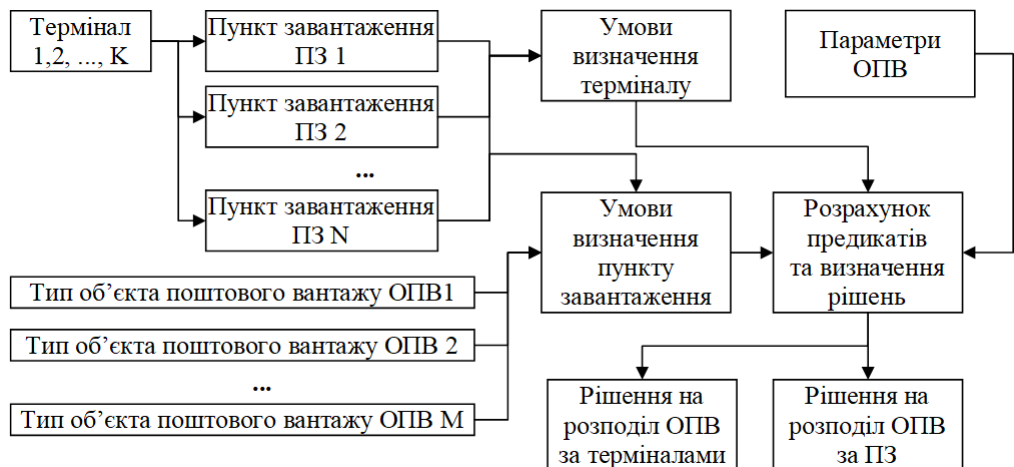 Термінал
1,2, ..., K
Пункт завантаження
ПЗ 1
Пункт завантаження
ПЗ 2
...
Пункт завантаження
ПЗ N
Умови
визначення
терміналу
Параметри
ОПВ
Умови
визначення
пункту
завантаження
Розрахунок
предикатів
та визначення
рішень
Тип об’єкта поштового вантажу ОПВ1
Тип об’єкта поштового вантажу ОПВ 2
...
Тип об’єкта поштового вантажу ОПВ M
Рішення на
розподіл ОПВ
за терміналами
Рішення на
розподіл ОПВ
за ПЗ